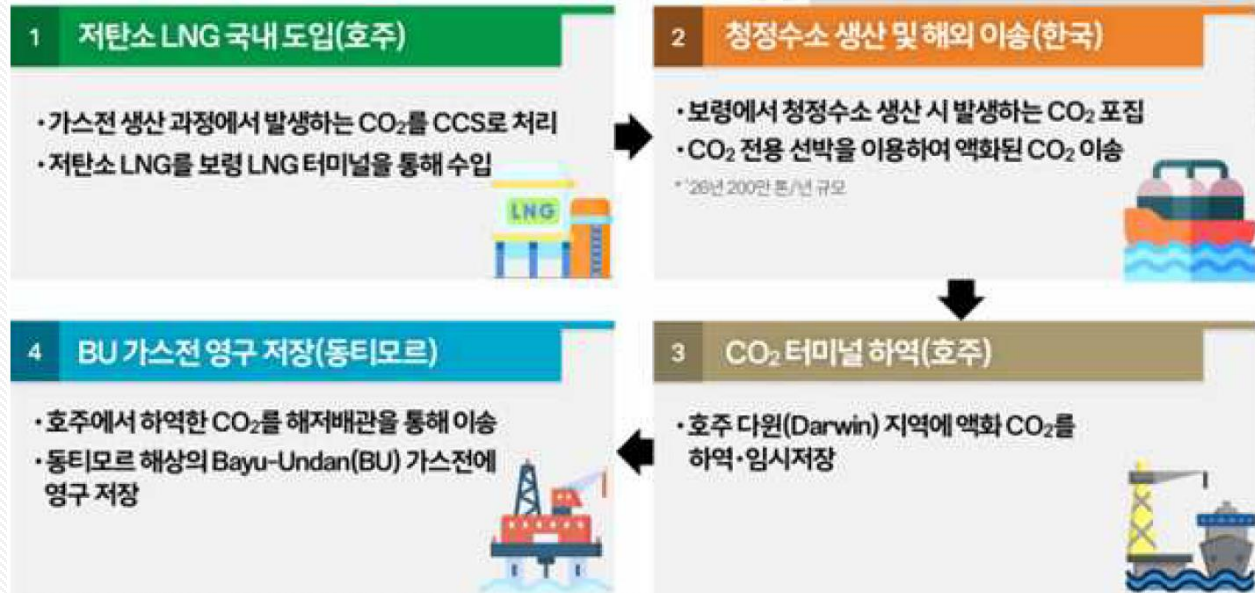 1 저탄소 LNG 국내 도입(호주)
·가스전 생산 과정에서 발생하는 CO₂를 CCS로 처리
·저탄소 LNG를 보령 LNG 터미널을 통해 수입
LNG
2 청정수소 생산 및 해외 이송(한국)
·보령에서 청정수소 생산 시 발생하는 CO₂ 포집
·CO₂ 전용 선박을 이용하여 액화된 CO₂ 이송
* '26년 200만 톤/년 규모
3 CO₂ 터미널 하역(호주)
·호주 다윈(Darwin) 지역에 액화 CO₂를
하역·임시저장
4 BU 가스전 영구 저장(동티모르)
·호주에서 하역한 CO₂를 해저배관을 통해 이송
·동티모르 해상의 Bayu-Undan(BU) 가스전에
영구 저장